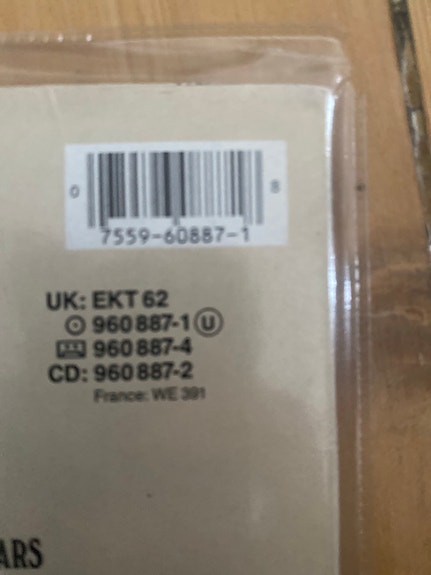 0 7559-60887-1 8
UK: EKT 62
960 887-1 U
960 887-4
CD: 960 887-2
France: WE 391
ARS